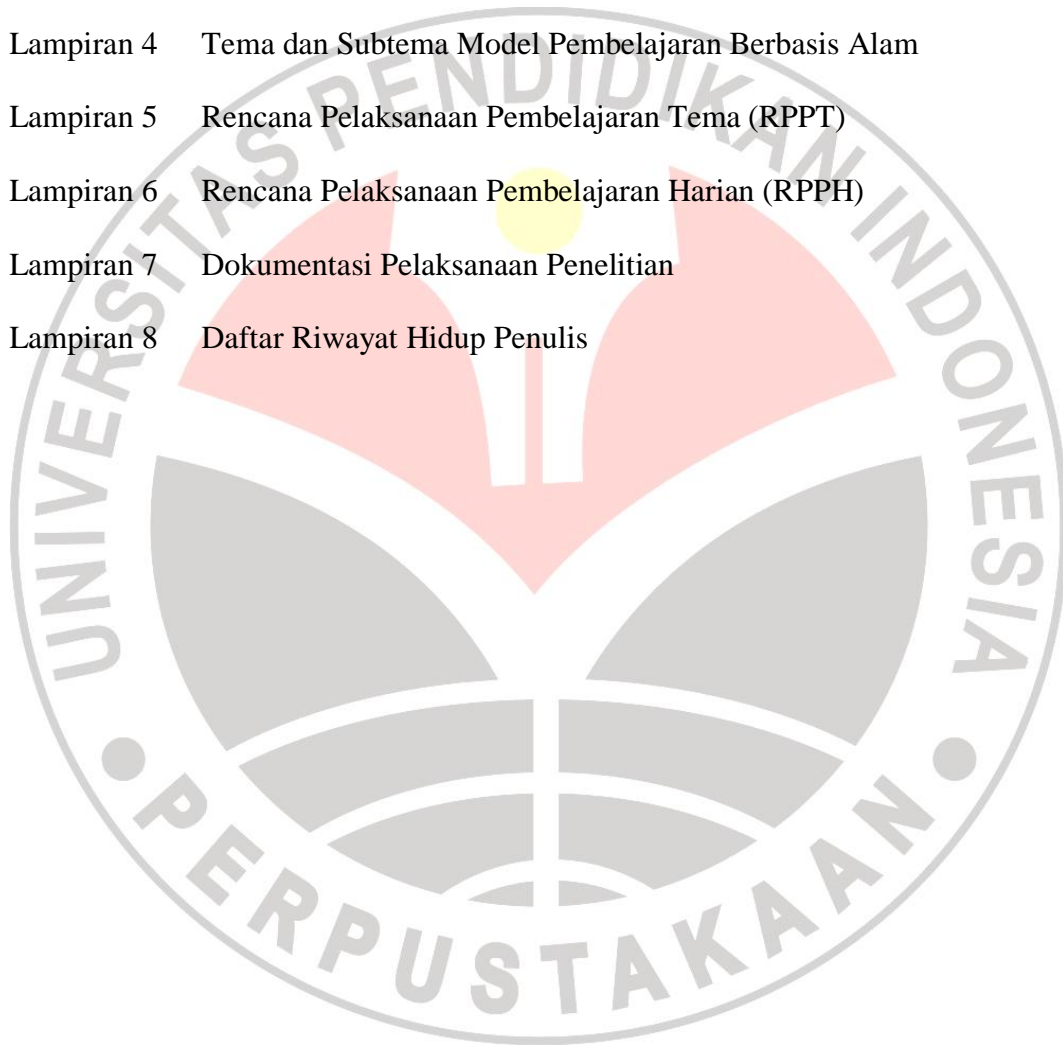 Lampiran 4 Tema dan Subtema Model Pembelajaran Berbasis Alam
Lampiran 5 Rencana Pelaksanaan Pembelajaran Tema (RPPT)
Lampiran 6 Rencana Pelaksanaan Pembelajaran Harian (RPPH)
Lampiran 7 Dokumentasi Pelaksanaan Penelitian
Lampiran 8 Daftar Riwayat Hidup Penulis
UNIVERSITAS PENDIDIKAN INDONESIA
PERPUSTAKAAN